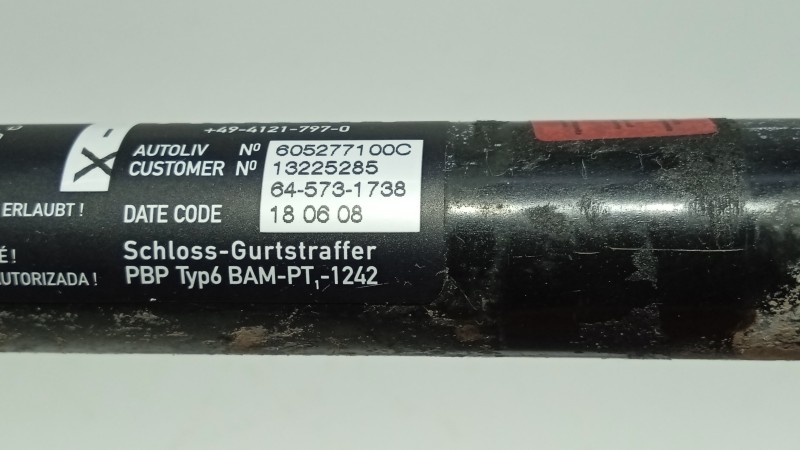 +49-4121-797-0
X-
AUTOLIV Nº 605277100C
CUSTOMER Nº 13225285
64-573-1738
ERLAUBT !
DATE CODE 18 06 08
Schloss-Gurtstraffer
É !
AUTORIZADA !
PBP Typ6 BAM-PT₁-1242